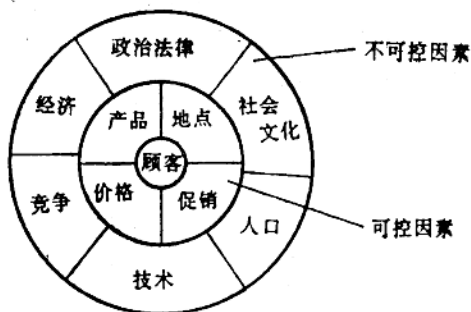 政治法律
不可控因素
经济
社会
文化
产品
地点
顾客
竞争
价格
促销
人口
可控因素
技术